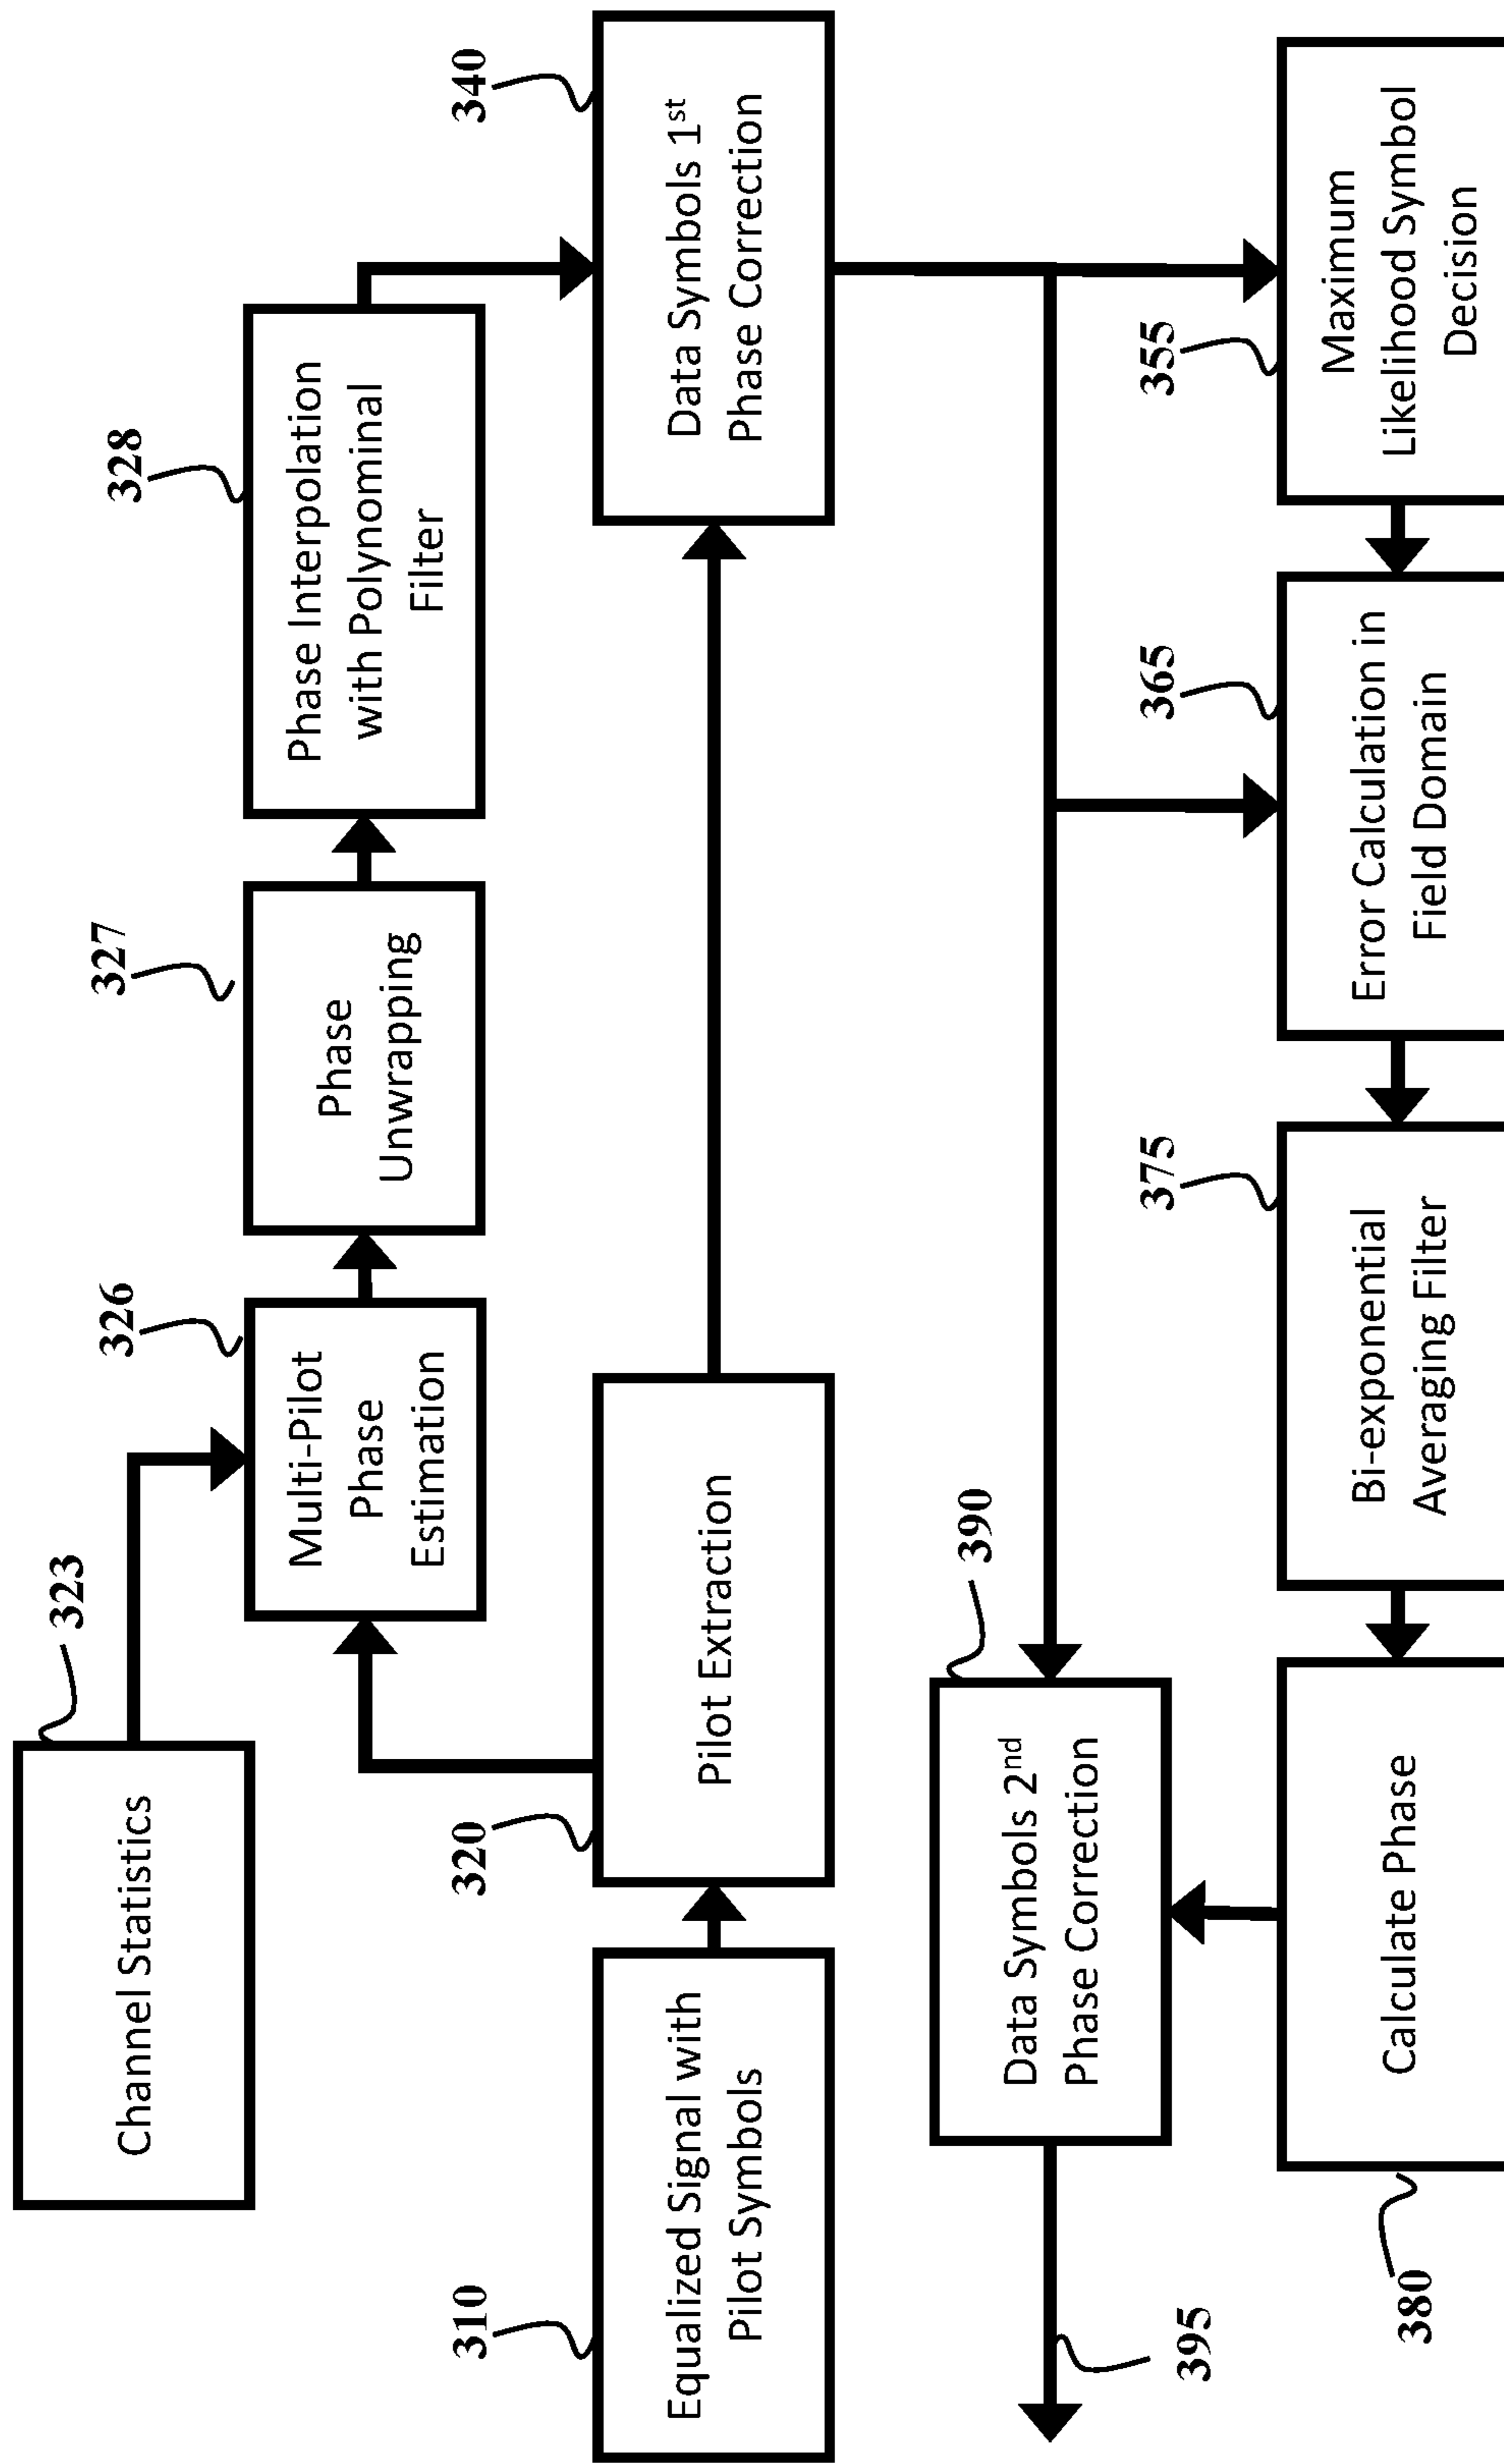 323
Channel Statistics
326
Multi-Pilot
Phase
Estimation
327
Phase
Unwrapping
328
Phase Interpolation
with Polynominal
Filter
310
Equalized Signal with
Pilot Symbols
320
Pilot Extraction
340
Data Symbols 1st
Phase Correction
390
Data Symbols 2nd
Phase Correction
395
380
Calculate Phase
375
Bi-exponential
Averaging Filter
365
Error Calculation in
Field Domain
355
Maximum
Likelihood Symbol
Decision